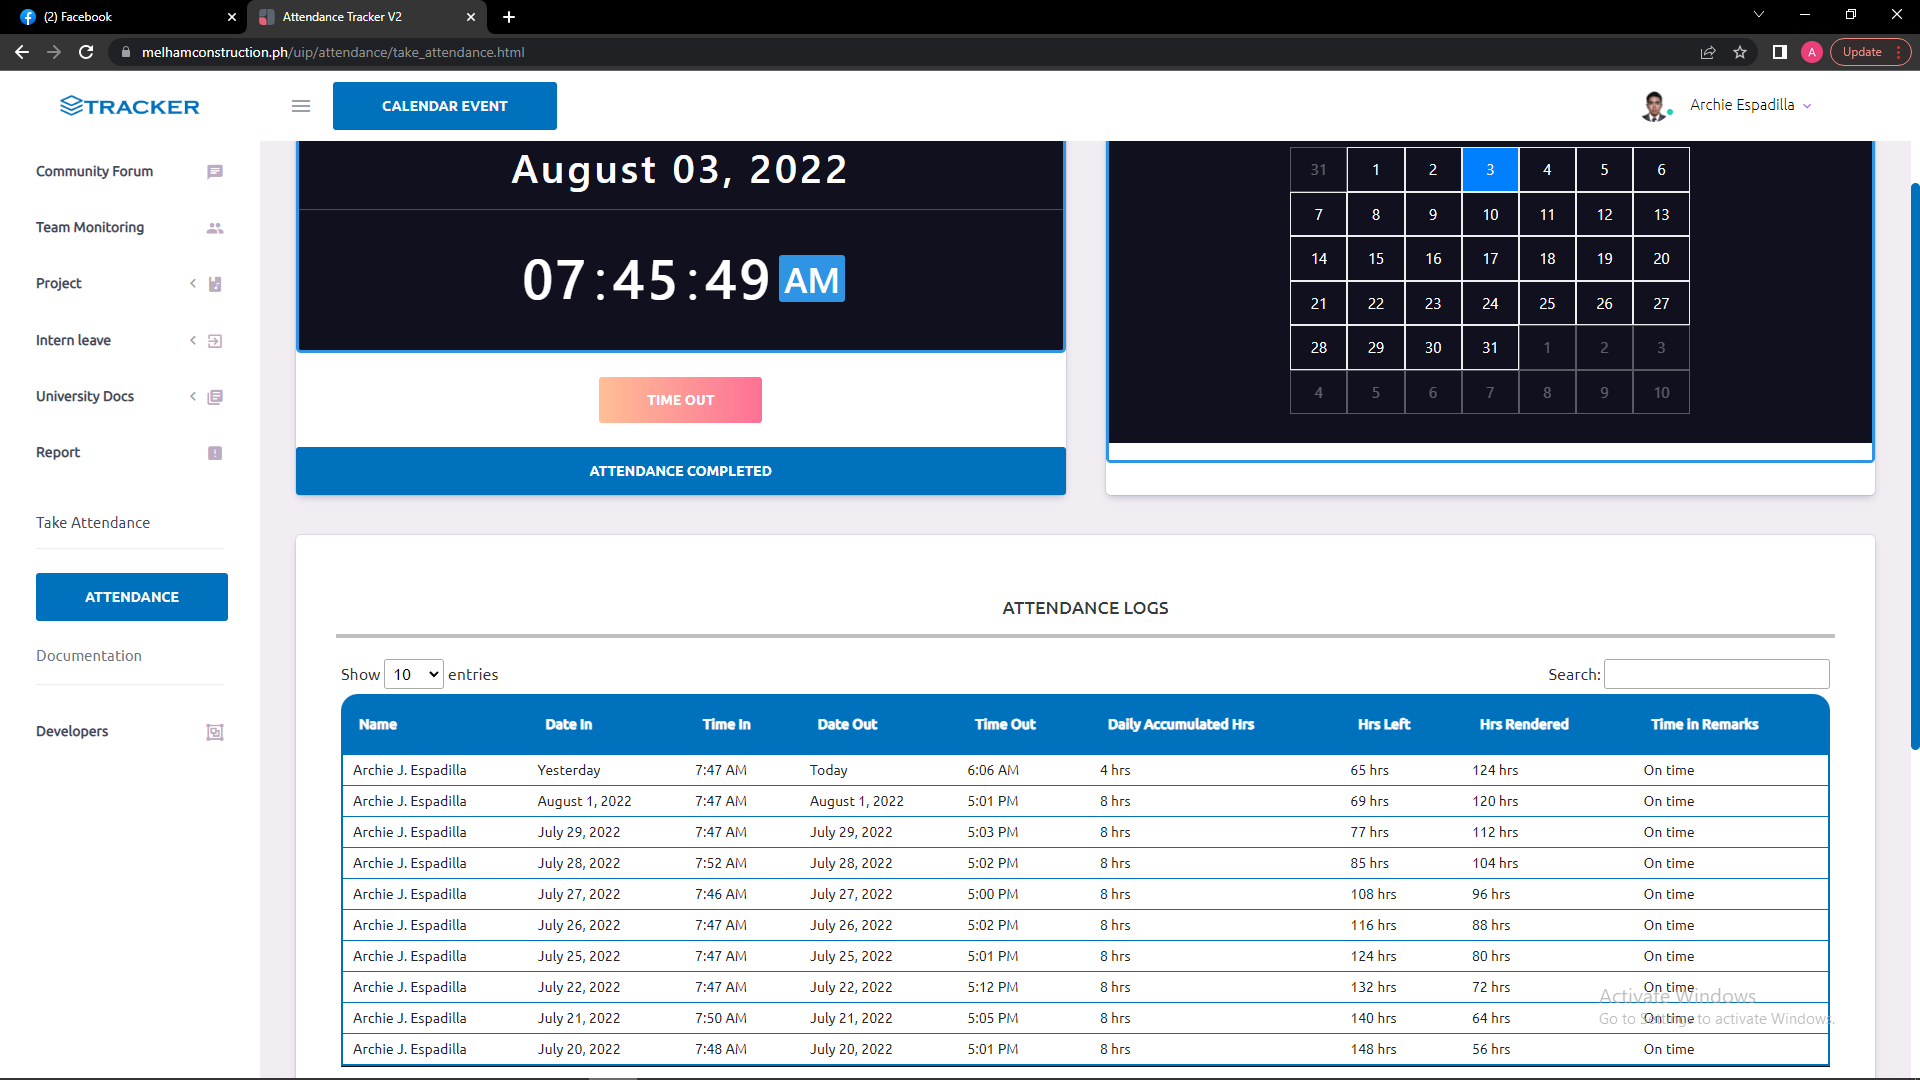 (2) Facebook
Attendance Tracker V2
melhamconstruction.ph/uip/attendance/take_attendance.html
A
Update
TRACKER
CALENDAR EVENT
Archie Espadilla
Community Forum
Team Monitoring
Project
Intern leave
University Docs
Report
Take Attendance
ATTENDANCE
Documentation
Developers
August 03, 2022
07:45:49 AM
TIME OUT
ATTENDANCE COMPLETED
31 1 2 3 4 5 6
7 8 9 10 11 12 13
14 15 16 17 18 19 20
21 22 23 24 25 26 27
28 29 30 31 1 2 3
4 5 6 7 8 9 10
ATTENDANCE LOGS
Show 10 entries
Search:
Name Date In Time In Date Out Time Out Daily Accumulated Hrs Hrs Left Hrs Rendered Time in Remarks
Archie J. Espadilla Yesterday 7:47 AM Today 6:06 AM 4 hrs 65 hrs 124 hrs On time
Archie J. Espadilla August 1, 2022 7:47 AM August 1, 2022 5:01 PM 8 hrs 69 hrs 120 hrs On time
Archie J. Espadilla July 29, 2022 7:47 AM July 29, 2022 5:03 PM 8 hrs 77 hrs 112 hrs On time
Archie J. Espadilla July 28, 2022 7:52 AM July 28, 2022 5:02 PM 8 hrs 85 hrs 104 hrs On time
Archie J. Espadilla July 27, 2022 7:46 AM July 27, 2022 5:00 PM 8 hrs 108 hrs 96 hrs On time
Archie J. Espadilla July 26, 2022 7:47 AM July 26, 2022 5:02 PM 8 hrs 116 hrs 88 hrs On time
Archie J. Espadilla July 25, 2022 7:47 AM July 25, 2022 5:01 PM 8 hrs 124 hrs 80 hrs On time
Archie J. Espadilla July 22, 2022 7:47 AM July 22, 2022 5:12 PM 8 hrs 132 hrs 72 hrs On time
Archie J. Espadilla July 21, 2022 7:50 AM July 21, 2022 5:05 PM 8 hrs 140 hrs 64 hrs On time
Archie J. Espadilla July 20, 2022 7:48 AM July 20, 2022 5:01 PM 8 hrs 148 hrs 56 hrs On time
Activate Windows
Go to Settings to activate Windows.